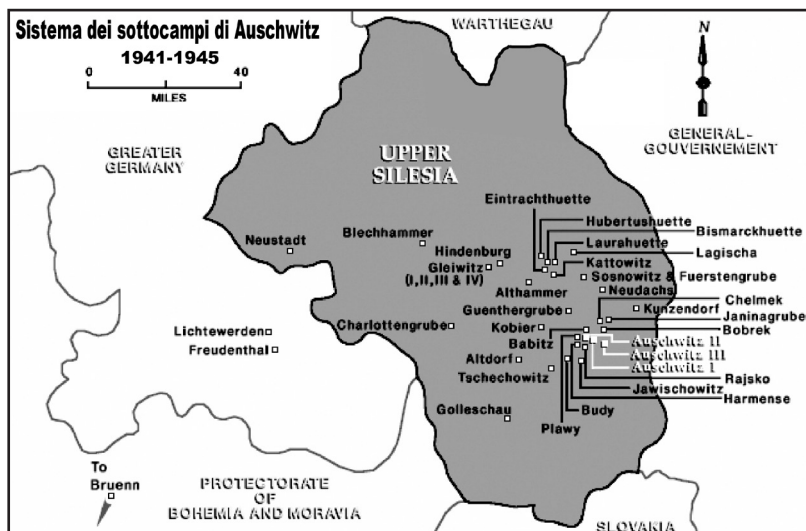 Sistema dei sottocampi di Auschwitz
1941-1945
0 40
MILES
WARTHEGAU
N
GREATER
GERMANY
UPPER
SILESIA
GENERAL-
GOUVERNEMENT
Eintrachthuette
Hubertushuette
Bismarckhuette
Laurahuette
Lagischa
Kattowitz
Sosnowitz & Fuerstengrube
Neudachs
Neustadt
Blechhammer
Hindenburg
Gleiwitz
(I,II,III & IV)
Althammer
Chelmek
Kunzendorf
Guenthergrube
Janinagrube
Lichtewerden
Charlottengrube
Kobier
Bobrek
Babitz
Auschwitz II
Freudenthal
Altdorf
Auschwitz III
Tschechowitz
Auschwitz I
Rajsko
Jawischowitz
Harmense
Golleschau
Budy
Plawy
To
Bruenn
PROTECTORATE
OF
BOHEMIA AND MORAVIA
SLOVAKIA